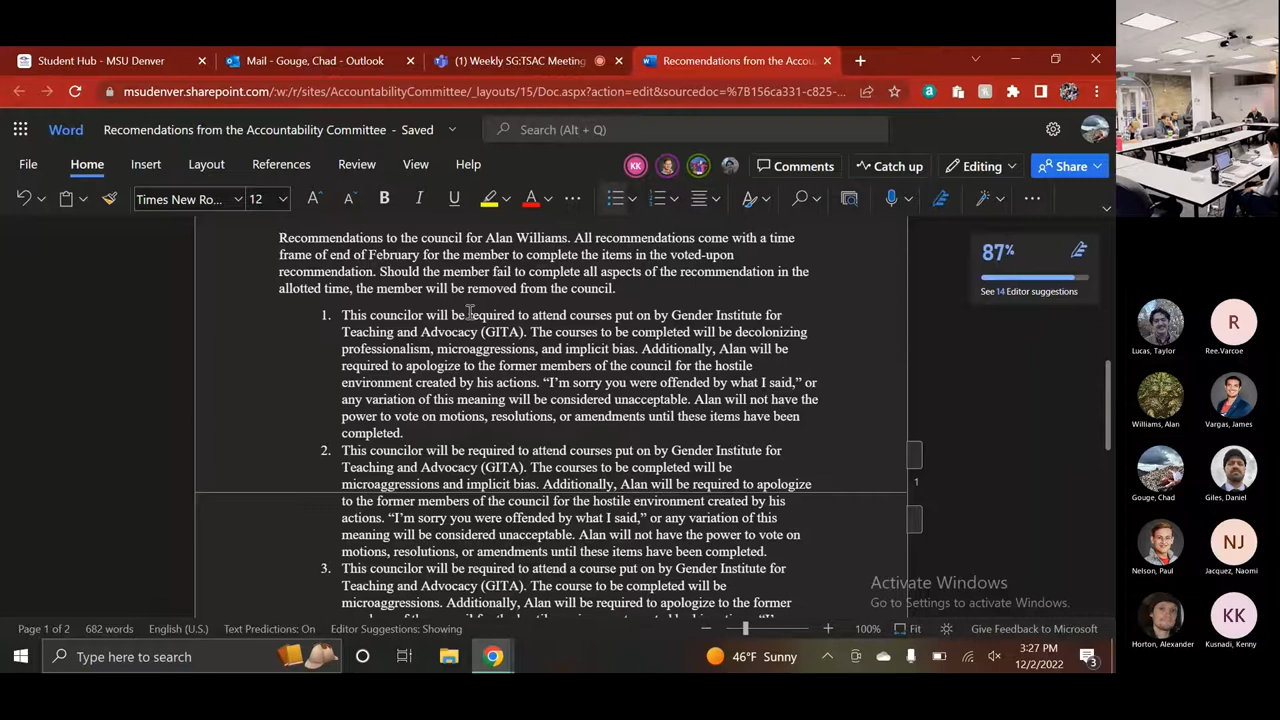 Student Hub - MSU Denver
Mail - Gouge, Chad - Outlook
(1) Weekly SG:TSAC Meeting
Recomendations from the Accou
msudenver.sharepoint.com/:w:/r/sites/AccountabilityCommittee/_layouts/15/Doc.aspx?action=edit&sourcedoc=%7B156ca331-c825-...
Word
Recomendations from the Accountability Committee - Saved
Search (Alt + Q)
File
Home
Insert
Layout
References
Review
View
Help
KK
Comments
Catch up
Editing
Share
Times New Ro...
12
Recommendations to the council for Alan Williams. All recommendations come with a time
frame of end of February for the member to complete the items in the voted-upon
recommendation. Should the member fail to complete all aspects of the recommendation in the
allotted time, the member will be removed from the council.
1. This councilor will be required to attend courses put on by Gender Institute for
Teaching and Advocacy (GITA). The courses to be completed will be decolonizing
professionalism, microaggressions, and implicit bias. Additionally, Alan will be
required to apologize to the former members of the council for the hostile
environment created by his actions. “I’m sorry you were offended by what I said,” or
any variation of this meaning will be considered unacceptable. Alan will not have the
power to vote on motions, resolutions, or amendments until these items have been
completed.
2. This councilor will be required to attend courses put on by Gender Institute for
Teaching and Advocacy (GITA). The courses to be completed will be
microaggressions and implicit bias. Additionally, Alan will be required to apologize
to the former members of the council for the hostile environment created by his
actions. “I’m sorry you were offended by what I said,” or any variation of this
meaning will be considered unacceptable. Alan will not have the power to vote on
motions, resolutions, or amendments until these items have been completed.
3. This councilor will be required to attend a course put on by Gender Institute for
Teaching and Advocacy (GITA). The course to be completed will be
microaggressions. Additionally, Alan will be required to apologize to the former
87%
See 14 Editor suggestions
1
Activate Windows
Go to Settings to activate Windows.
Page 1 of 2
682 words
English (U.S.)
Text Predictions: On
Editor Suggestions: Showing
100%
Fit
Give Feedback to Microsoft
Type here to search
46°F Sunny
3:27 PM
12/2/2022
3
R
Lucas, Taylor
Ree.Varcoe
Williams, Alan
Vargas, James
Gouge, Chad
Giles, Daniel
NJ
Nelson, Paul
Jacquez, Naomi
KK
Horton, Alexander
Kusnadi, Kenny